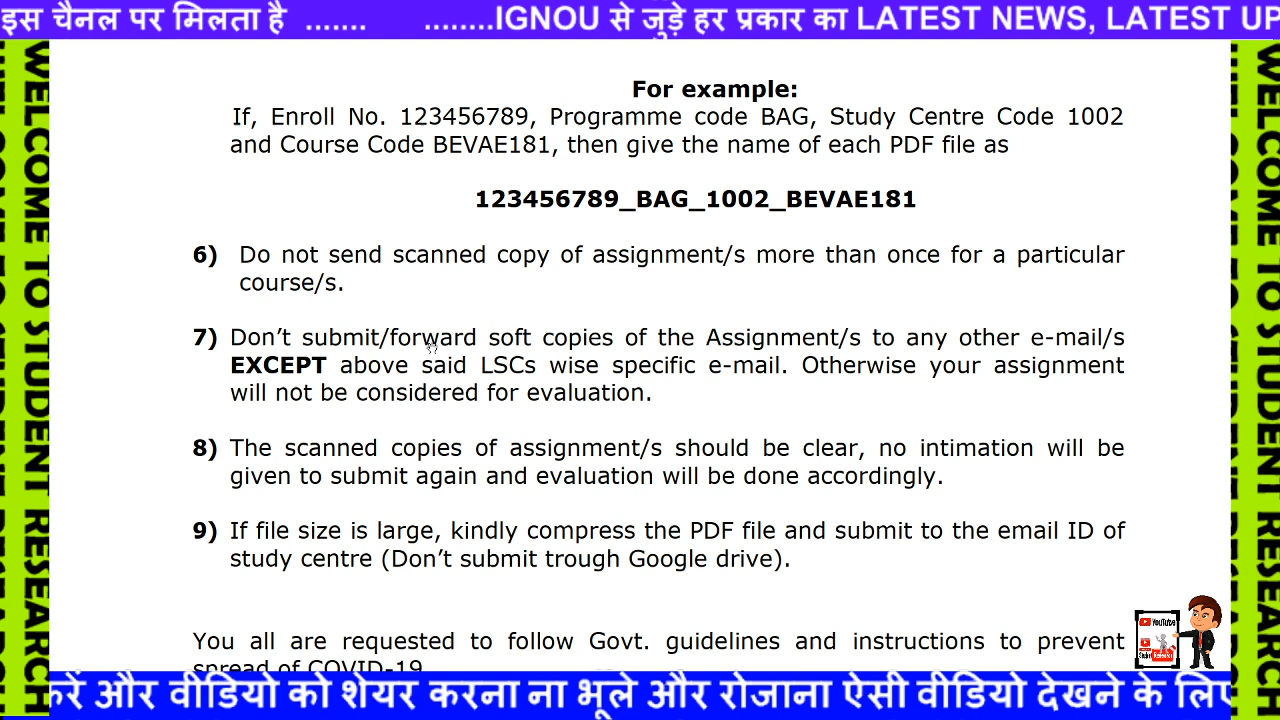 इस चैनल पर मिलता है ....... ........IGNOU से जुड़े हर प्रकार का LATEST NEWS, LATEST UP
WELCOME TO STUDENT RESEARCH
For example:
If, Enroll No. 123456789, Programme code BAG, Study Centre Code 1002
and Course Code BEVAE181, then give the name of each PDF file as
123456789_BAG_1002_BEVAE181
6) Do not send scanned copy of assignment/s more than once for a particular
course/s.
7) Don’t submit/forward soft copies of the Assignment/s to any other e-mail/s
EXCEPT above said LSCs wise specific e-mail. Otherwise your assignment
will not be considered for evaluation.
8) The scanned copies of assignment/s should be clear, no intimation will be
given to submit again and evaluation will be done accordingly.
9) If file size is large, kindly compress the PDF file and submit to the email ID of
study centre (Don’t submit trough Google drive).
You all are requested to follow Govt. guidelines and instructions to prevent
spread of COVID-19
YouTube
WELCOME TO STUDENT RESEARCH
करें और वीडियो को शेयर करना ना भूले और रोजाना ऐसी वीडियो देखने के लिए